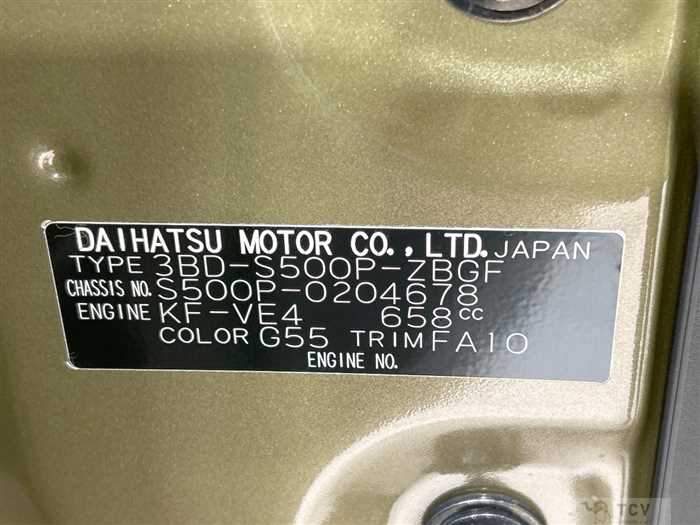 DAIHATSU MOTOR CO., LTD. JAPAN
TYPE 3BD-S500P-ZBGF
CHASSIS NO. S500P-0204678
ENGINE KF-VE4 658cc
COLOR G55 TRIM FA10
ENGINE NO.
TCV